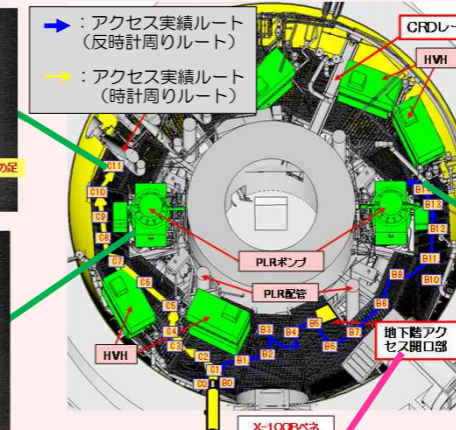 ：アクセス実績ルート
（反時計周りルート）
：アクセス実績ルート
（時計周りルート）
CRDレー
HVH
の足
C11
C10
C9
C8
C7
C6
C5
C4
C3
C2
C1
C0
B0
B1
B2
B3
B4
B5
B6
B7
B8
B9
B10
B11
B12
B13
PLRポンプ
PLR配管
HVH
地下階アク
セス開口部
X-100Bペネ